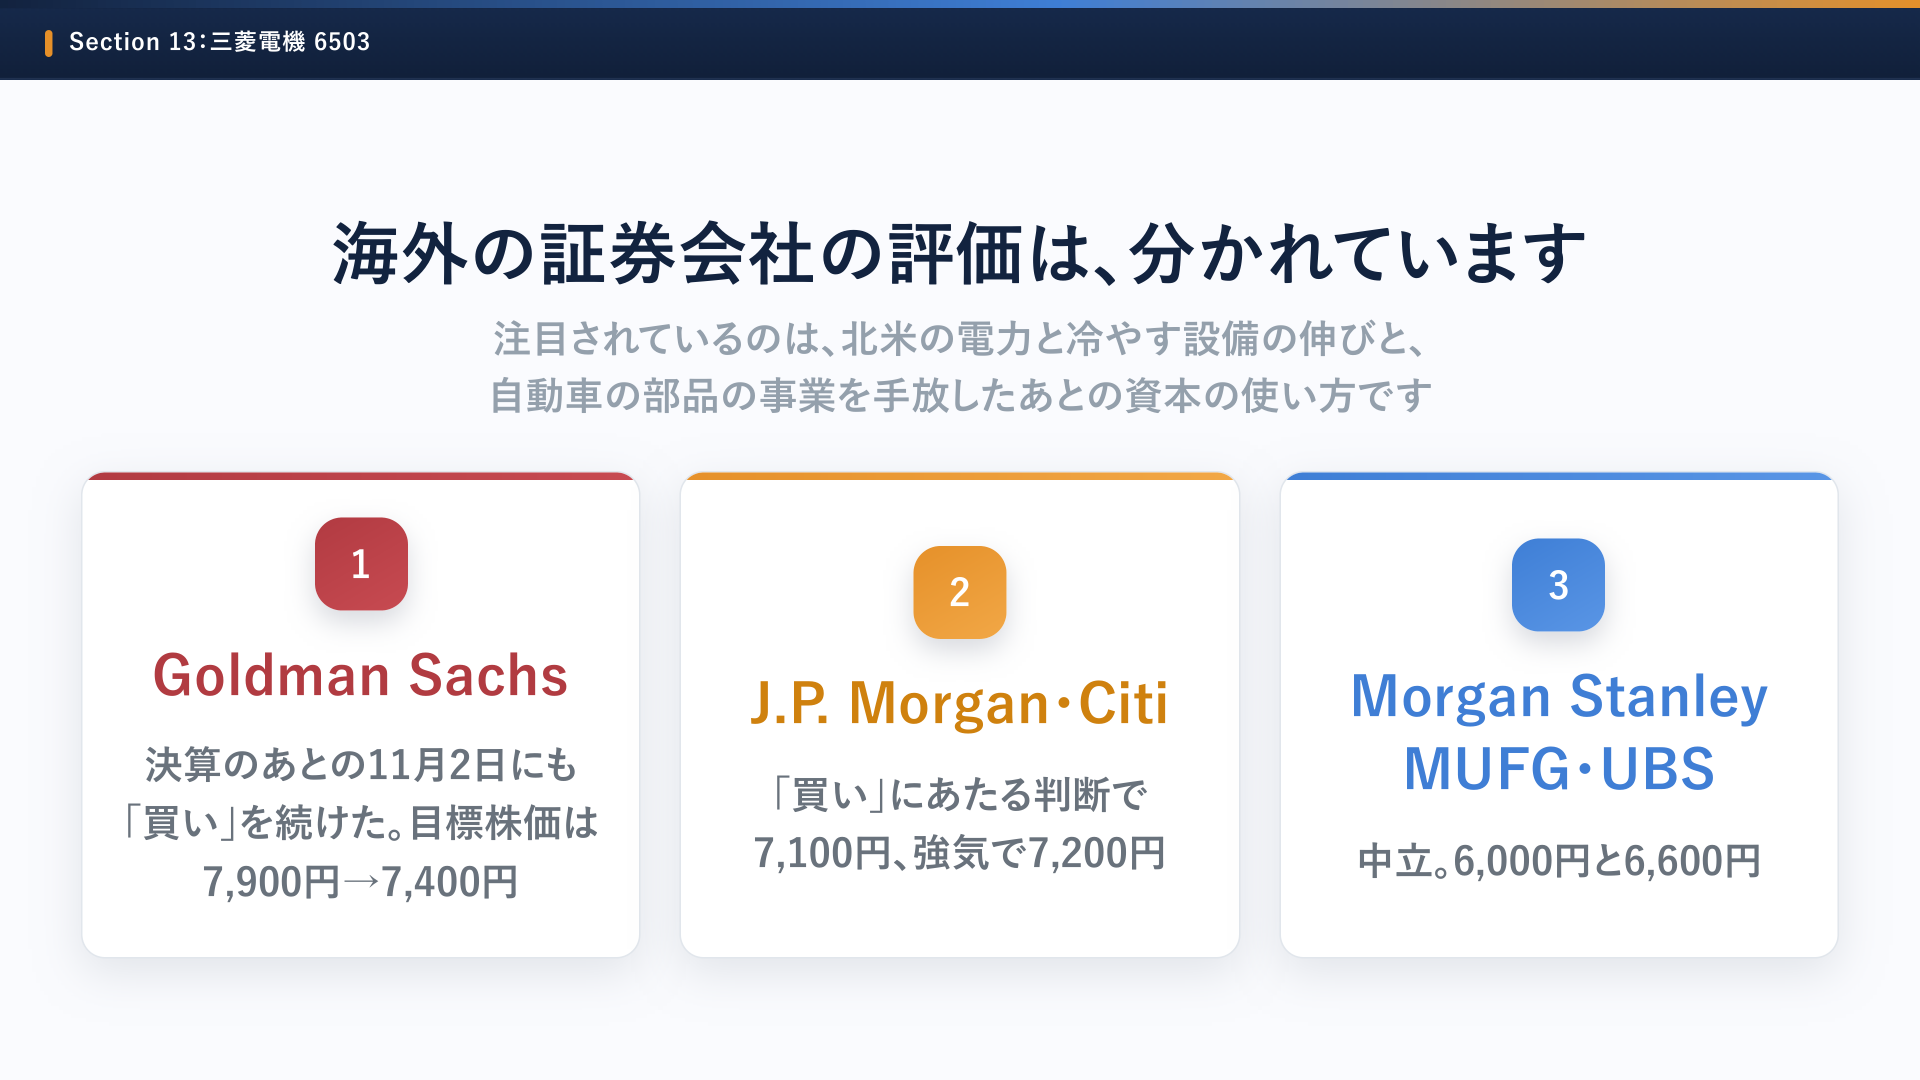 Section 13：三菱電機 6503
海外の証券会社の評価は、分かれています
注目されているのは、北米の電力と冷やす設備の伸びと、
自動車の部品の事業を手放したあとの資本の使い方です
1
Goldman Sachs
決算のあとの11月2日にも
「買い」を続けた。目標株価は
7,900円→7,400円
2
J.P. Morgan・Citi
「買い」にあたる判断で
7,100円、強気で7,200円
3
Morgan Stanley
MUFG・UBS
中立。6,000円と6,600円